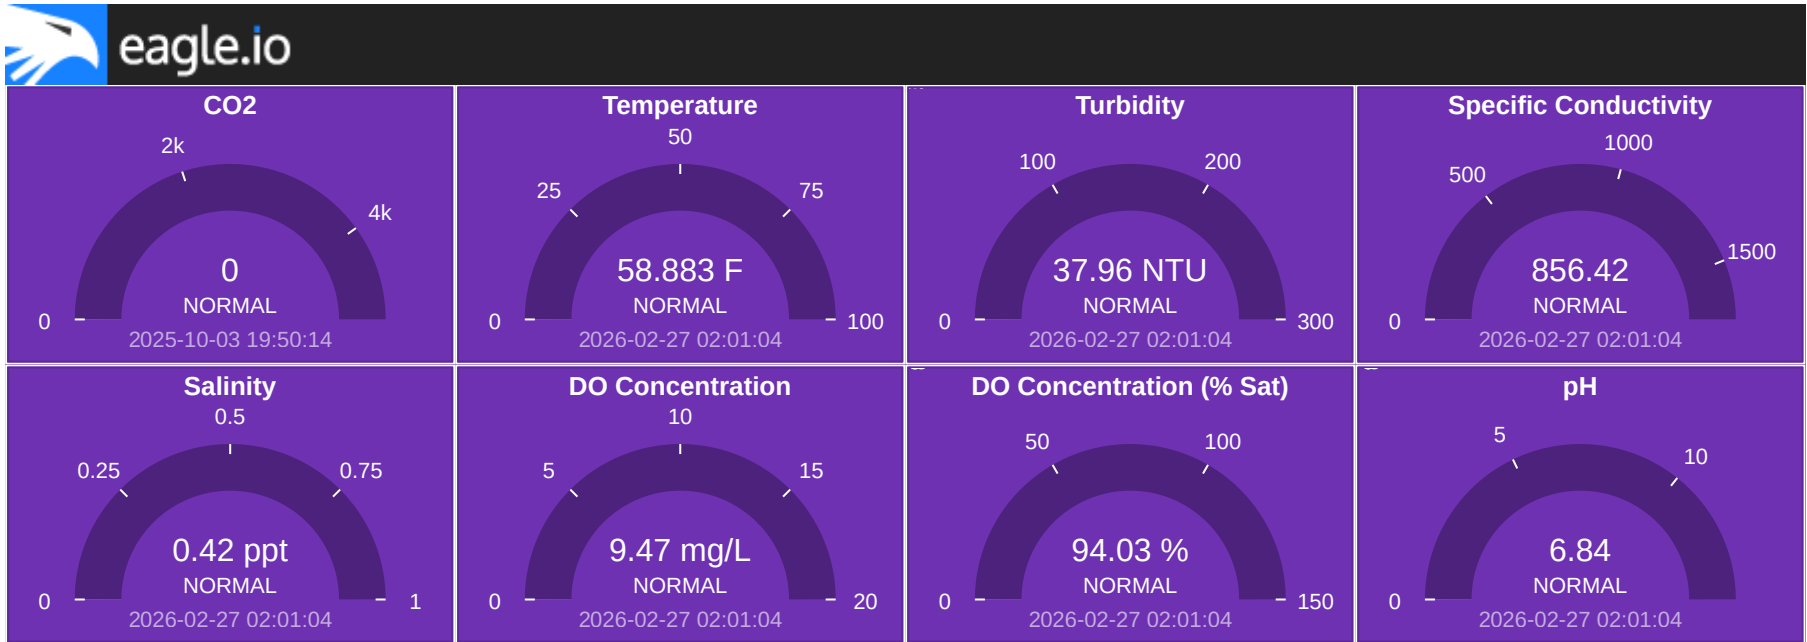 eagle.io
CO2
2k
4k
0
NORMAL
0
2025-10-03 19:50:14
Temperature
50
25
75
58.883 F
NORMAL
0
100
2026-02-27 02:01:04
Turbidity
100
200
37.96 NTU
NORMAL
0
300
2026-02-27 02:01:04
Specific Conductivity
1000
500
1500
856.42
NORMAL
0
2026-02-27 02:01:04
Salinity
0.5
0.25
0.75
0.42 ppt
NORMAL
0
1
2026-02-27 02:01:04
DO Concentration
10
5
15
9.47 mg/L
NORMAL
0
20
2026-02-27 02:01:04
DO Concentration (% Sat)
50
100
94.03 %
NORMAL
0
150
2026-02-27 02:01:04
pH
5
10
6.84
NORMAL
0
2026-02-27 02:01:04